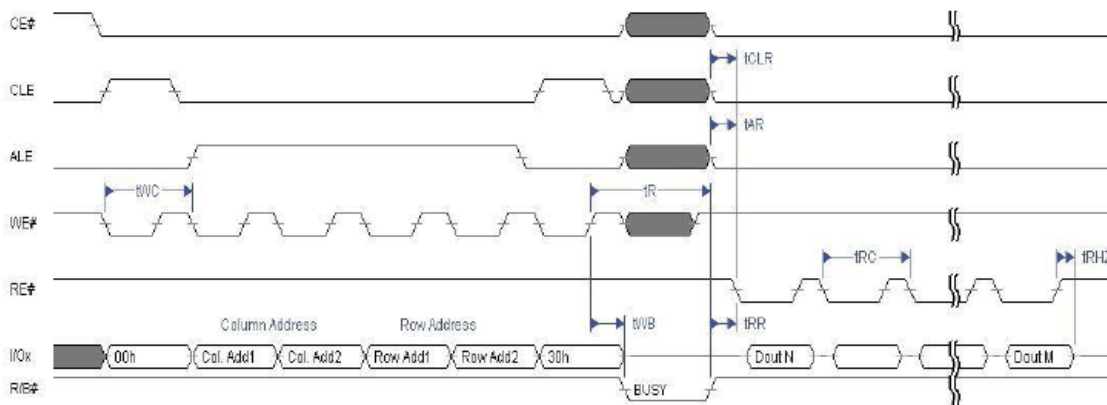 CE#
tCLR
CLE
tAR
ALE
tWC
tR
WE#
tRC
tRHZ
RE#
tWB
tRR
Column Address
Row Address
I/Ox
00h
Col. Add1
Col. Add2
Row Add1
Row Add2
30h
Dout N
Dout M
R/B#
BUSY